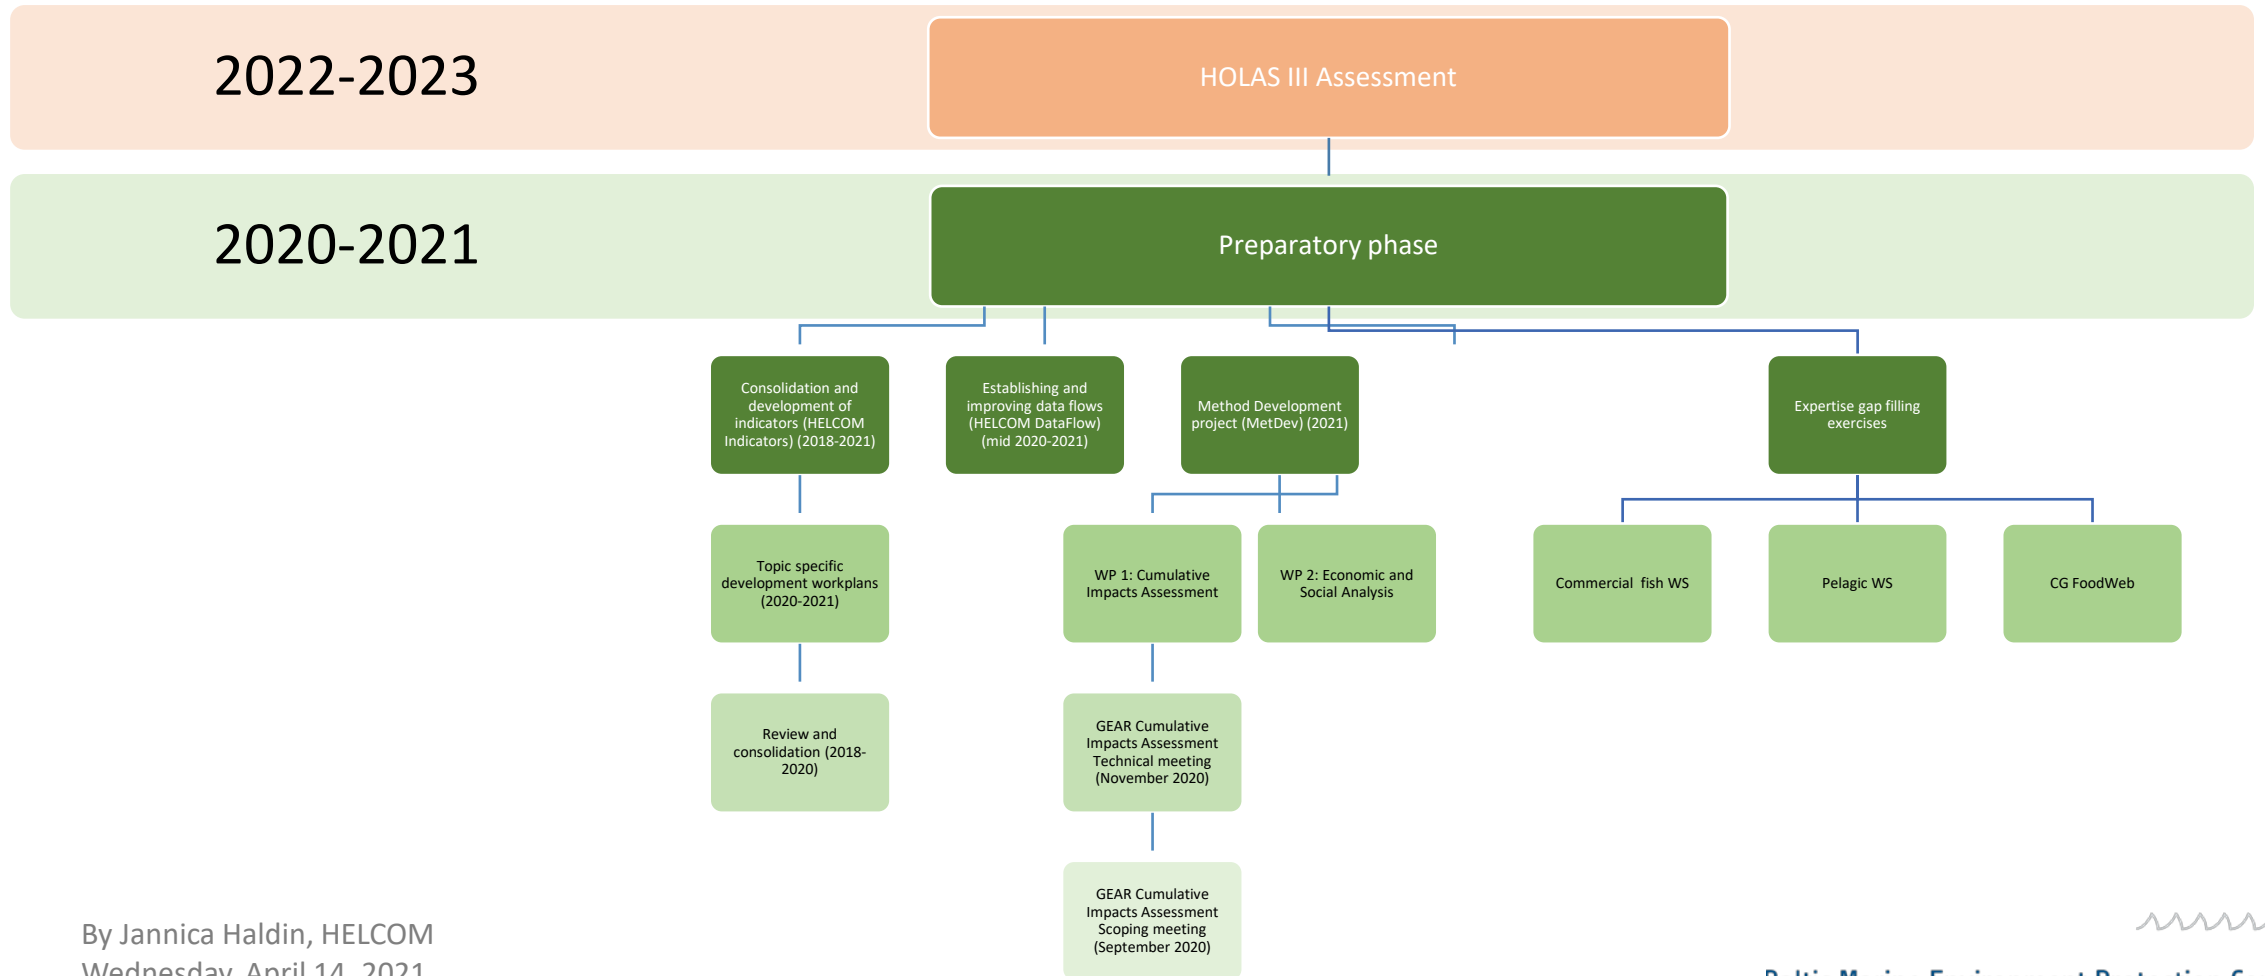 2022-2023
HOLAS III Assessment
2020-2021
Preparatory phase
Consolidation and
development of
indicators (HELCOM
Indicators) (2018-2021)
Establishing and
improving data flows
(HELCOM DataFlow)
(mid 2020-2021)
Method Development
project (MetDev) (2021)
Expertise gap filling
exercises
Topic specific
development workplans
(2020-2021)
WP 1: Cumulative
Impacts Assessment
WP 2: Economic and
Social Analysis
Commercial fish WS
Pelagic WS
CG FoodWeb
Review and
consolidation (2018-
2020)
GEAR Cumulative
Impacts Assessment
Technical meeting
(November 2020)
GEAR Cumulative
Impacts Assessment
Scoping meeting
(September 2020)
By Jannica Haldin, HELCOM
Wednesday, April 14, 2021